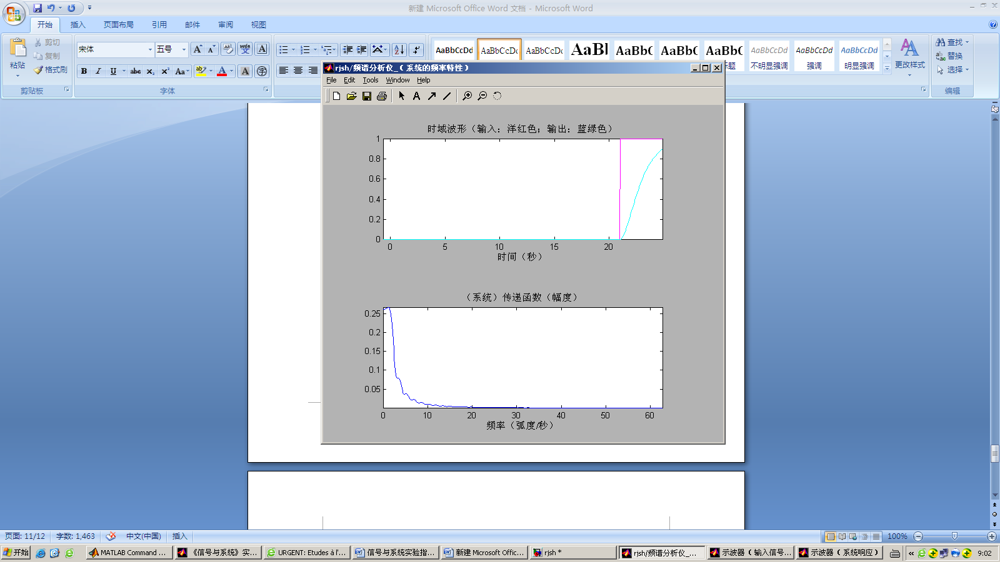 新建 Microsoft Office Word 文档 - Microsoft Word
开始 插入 页面布局 引用 邮件 审阅 视图
粘贴 剪切 复制 格式刷 剪贴板
宋体 五号
字体
AaBbCcDd AaBbCcDc AaBbCcDc AaBl AaBbC AaBbC AaBbC AaBbCcDd AaBbCcDd AaBbCcDd
不明显强调 强调 明显强调
更改样式
查找 替换 选择 编辑
rjsh/频谱分析仪_（系统的频率特性）
File Edit Tools Window Help
时域波形（输入：洋红色；输出：蓝绿色）
1
0.8
0.6
0.4
0.2
0
0 5 10 15 20
时间（秒）
（系统）传递函数（幅度）
0.25
0.2
0.15
0.1
0.05
0 10 20 30 40 50 60
频率（弧度/秒）
页面: 11/12 字数: 1,463 中文(中国) 插入 100%
开始 MATLAB Command ... 《信号与系统》实... URGENT: Etudes à l'... 信号与系统实验指... 新建 Microsoft Offic... rjsh * rjsh/频谱分析仪_... 示波器（输入信号... 示波器（系统响应） 9:02